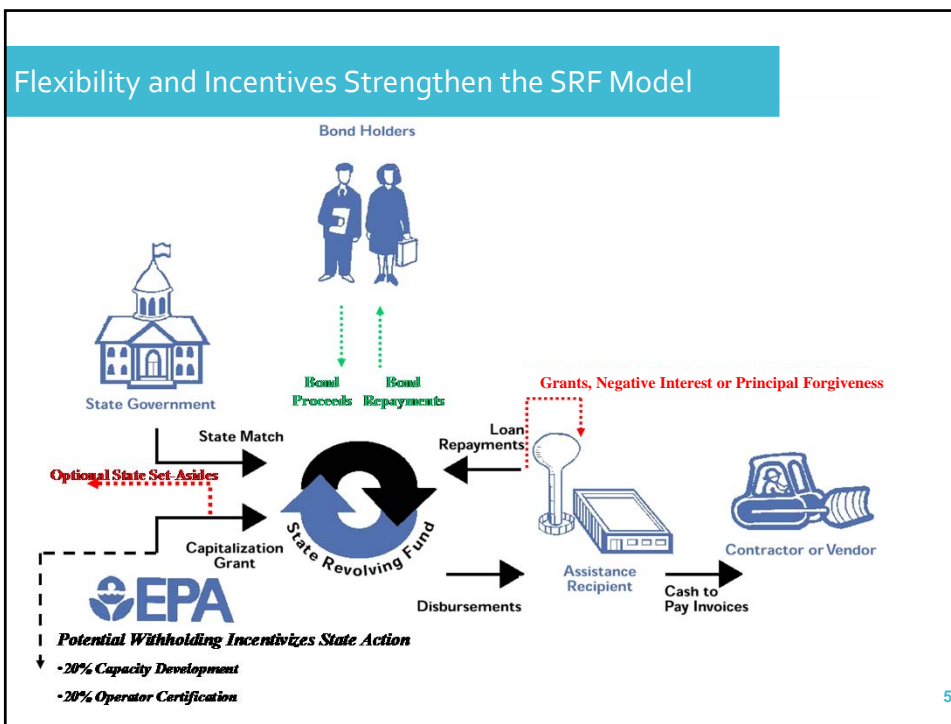 Flexibility and Incentives Strengthen the SRF Model
Bond Holders
State Government
Bond
Proceeds
Bond
Repayments
Grants, Negative Interest or Principal Forgiveness
State Match
Loan
Repayments
Optional State Set-Asides
Capitalization
Grant
State Revolving Fund
Contractor or Vendor
Assistance
Recipient
Disbursements
Cash to
Pay Invoices
EPA
Potential Withholding Incentivizes State Action
•20% Capacity Development
•20% Operator Certification
5